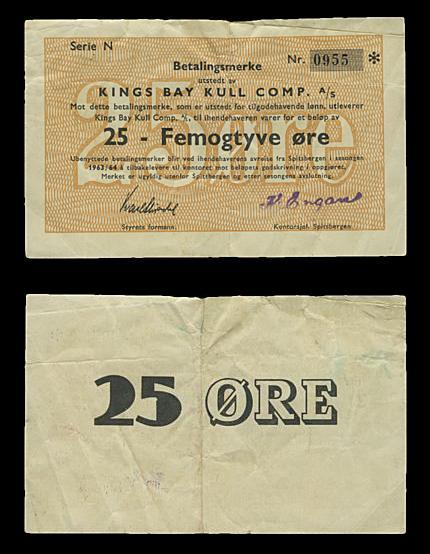 Serie N
Nr. 0955 *
Betalingsmerke
utstedt av
KINGS BAY KULL COMP. A/S
Mot dette betalingsmerke, som er utstedt for tilgodehavende lønn, utleverer
Kings Bay Kull Comp. A/S, til ihendehaveren varer for et beløp av
25 - Femogtyve øre
Ubenyttede betalingsmerker blir ved ihendehaverens avreise fra Spitsbergen i sesongen
1963/64 å tilbakelevere til kontoret mot beløpets godskrivning i oppgjøret.
Merket er ugyldig utenfor Spitsbergen og etter sesongens avslutning.
Styrets formann.
Kontorsjef. Spitsbergen.
25 ØRE